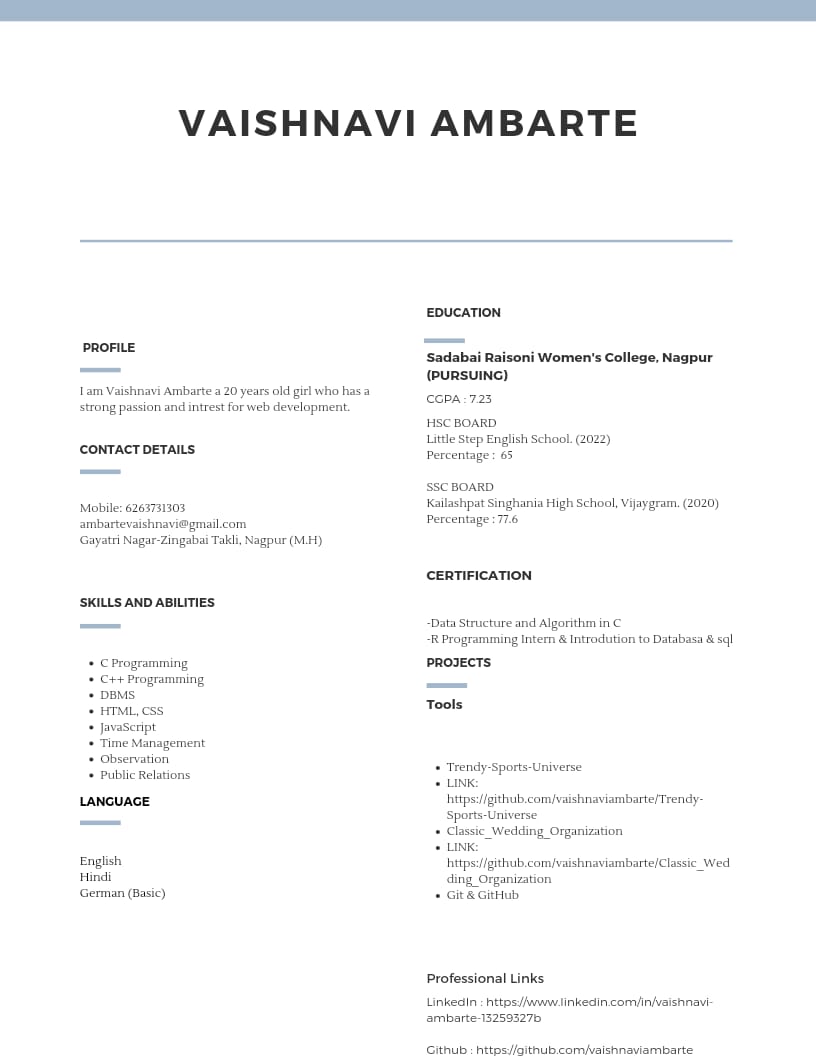 VAISHNAVI AMBARTE
PROFILE
I am Vaishnavi Ambarte a 20 years old girl who has a
strong passion and intrest for web development.
CONTACT DETAILS
Mobile: 6263731303
ambartevaishnavi@gmail.com
Gayatri Nagar-Zingabai Takli, Nagpur (M.H)
SKILLS AND ABILITIES
• C Programming
• C++ Programming
• DBMS
• HTML, CSS
• JavaScript
• Time Management
• Observation
• Public Relations
LANGUAGE
English
Hindi
German (Basic)
EDUCATION
Sadabai Raisoni Women's College, Nagpur
(PURSUING)
CGPA : 7.23
HSC BOARD
Little Step English School. (2022)
Percentage : 65
SSC BOARD
Kailashpat Singhania High School, Vijaygram. (2020)
Percentage : 77.6
CERTIFICATION
-Data Structure and Algorithm in C
-R Programming Intern & Introdution to Databasa & sql
PROJECTS
Tools
• Trendy-Sports-Universe
• LINK:
https://github.com/vaishnaviambarte/Trendy-
Sports-Universe
• Classic_Wedding_Organization
• LINK:
https://github.com/vaishnaviambarte/Classic_Wed
ding_Organization
• Git & GitHub
Professional Links
LinkedIn : https://www.linkedin.com/in/vaishnavi-
ambarte-13259327b
Github : https://github.com/vaishnaviambarte